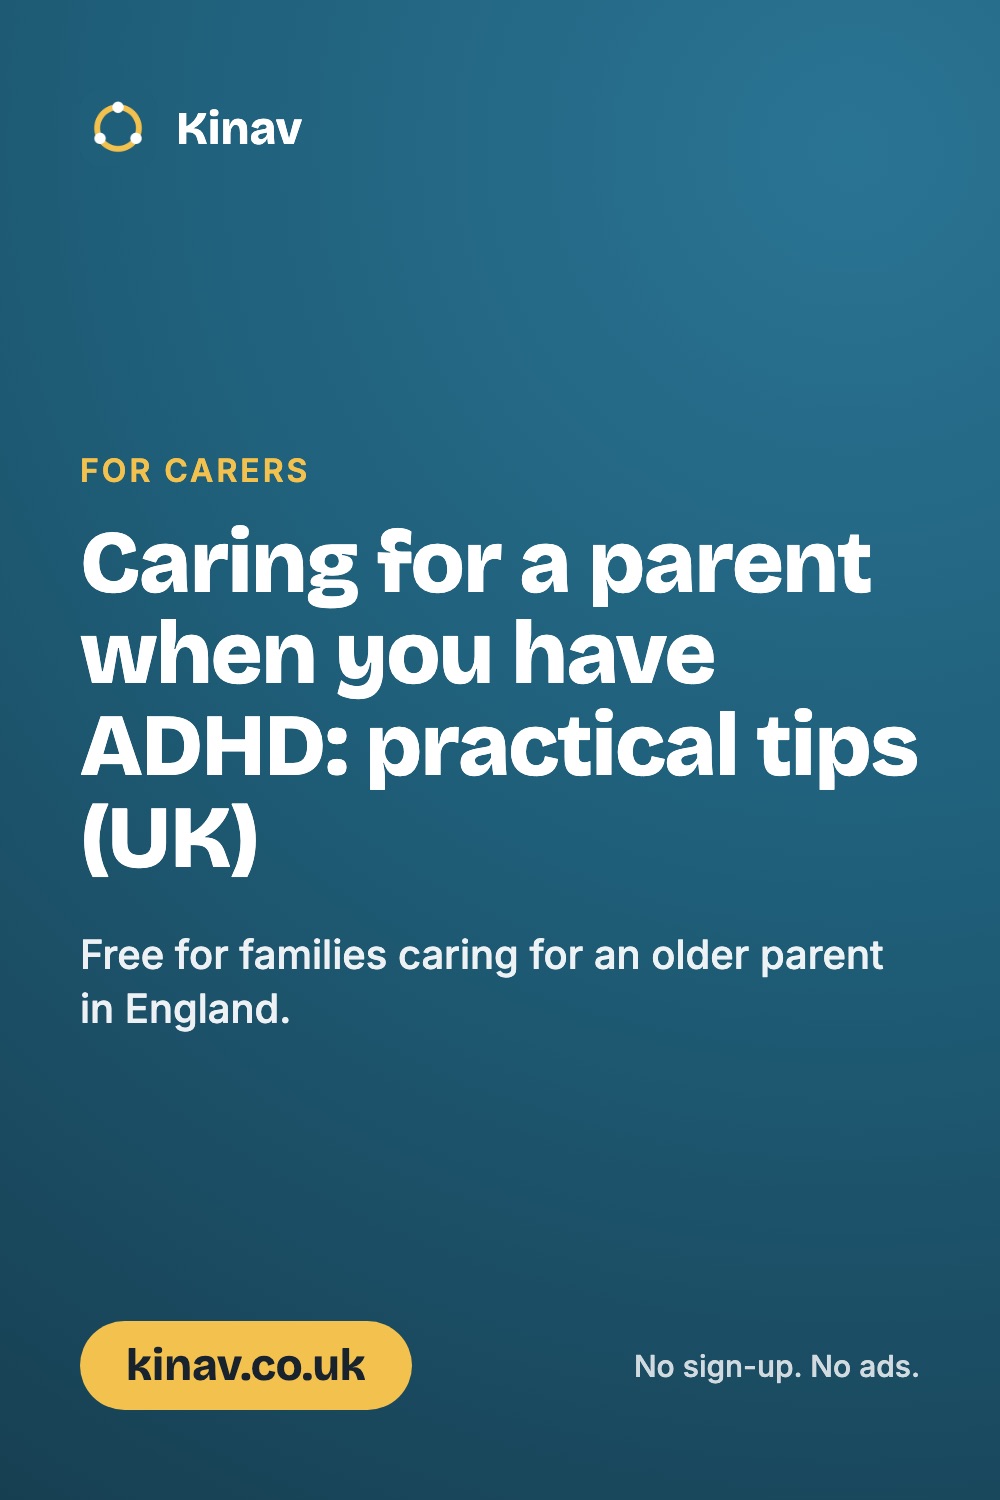 Kinav
FOR CARERS
Caring for a parent
when you have
ADHD: practical tips
(UK)
Free for families caring for an older parent
in England.
kinav.co.uk
No sign-up. No ads.